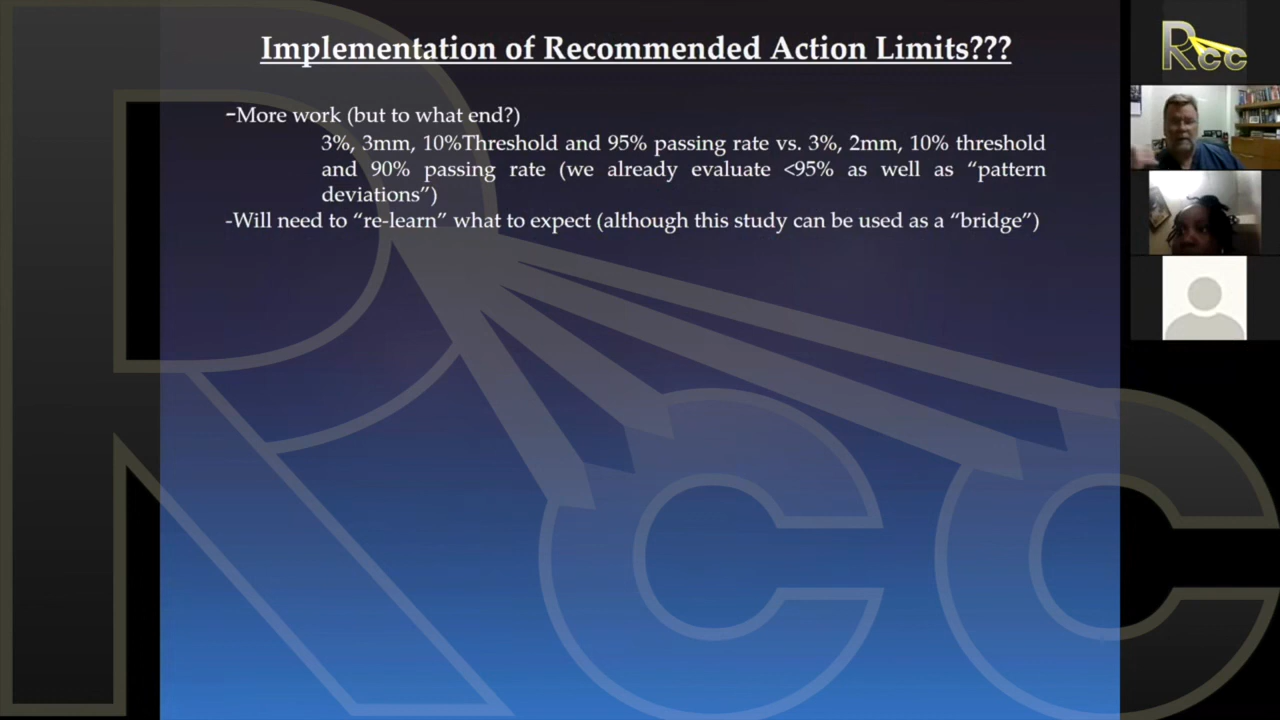 Implementation of Recommended Action Limits???
-More work (but to what end?)
3%, 3mm, 10%Threshold and 95% passing rate vs. 3%, 2mm, 10% threshold
and 90% passing rate (we already evaluate <95% as well as “pattern
deviations”)
-Will need to “re-learn” what to expect (although this study can be used as a “bridge”)
Rcc
Rcc